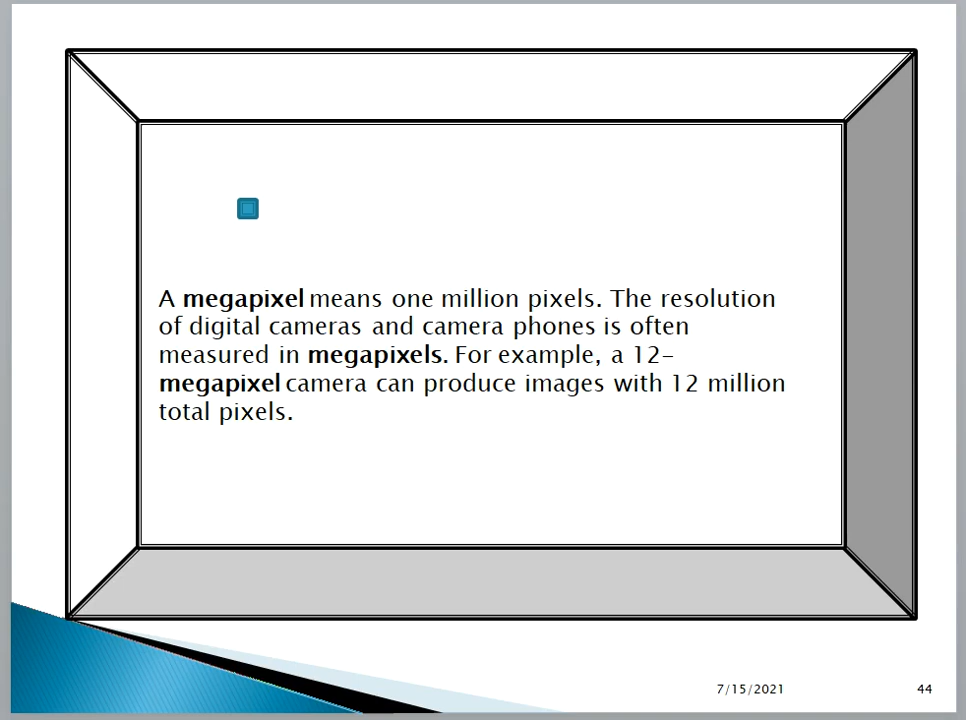 A megapixel means one million pixels. The resolution
of digital cameras and camera phones is often
measured in megapixels. For example, a 12-
megapixel camera can produce images with 12 million
total pixels.
7/15/2021
44